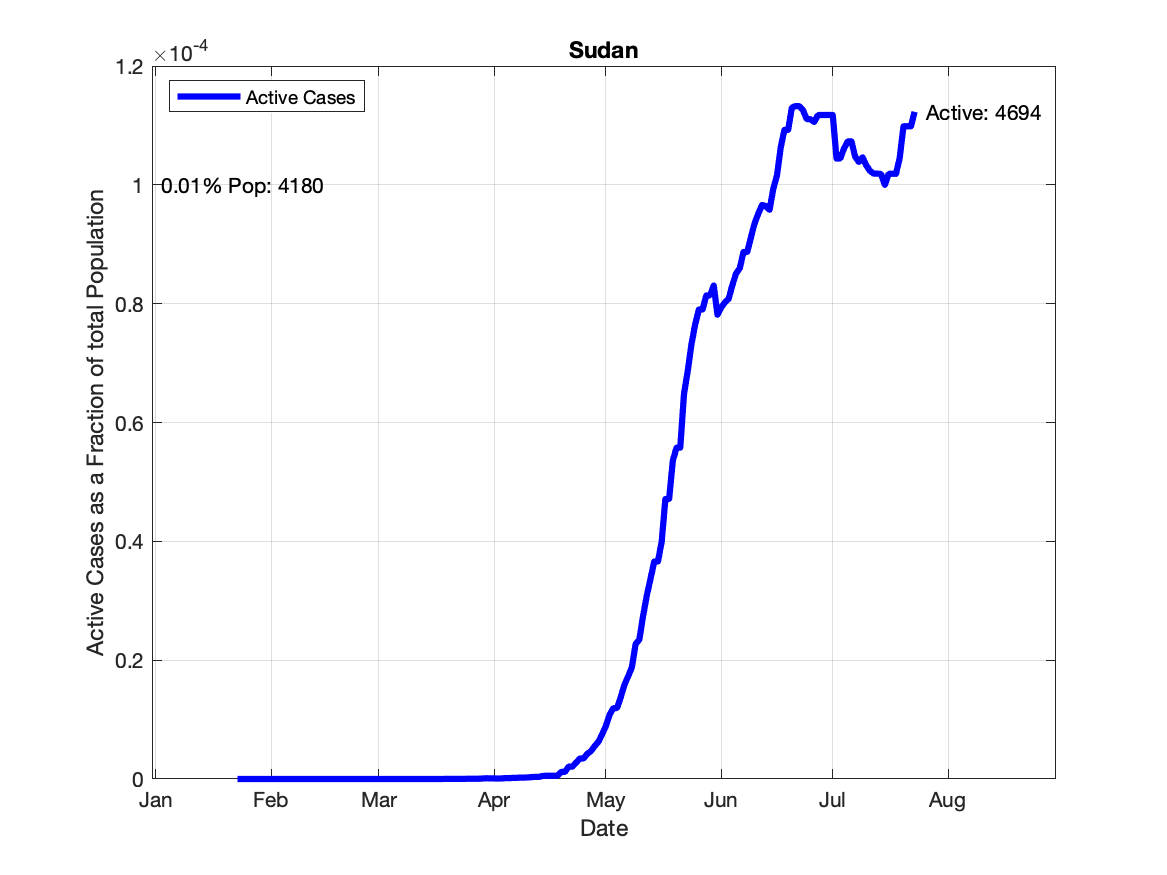 Sudan
×10-4
1.2
1
0.8
0.6
0.4
0.2
0
Active Cases as a Fraction of total Population
Active Cases
0.01% Pop: 4180
Active: 4694
Jan Feb Mar Apr May Jun Jul Aug
Date